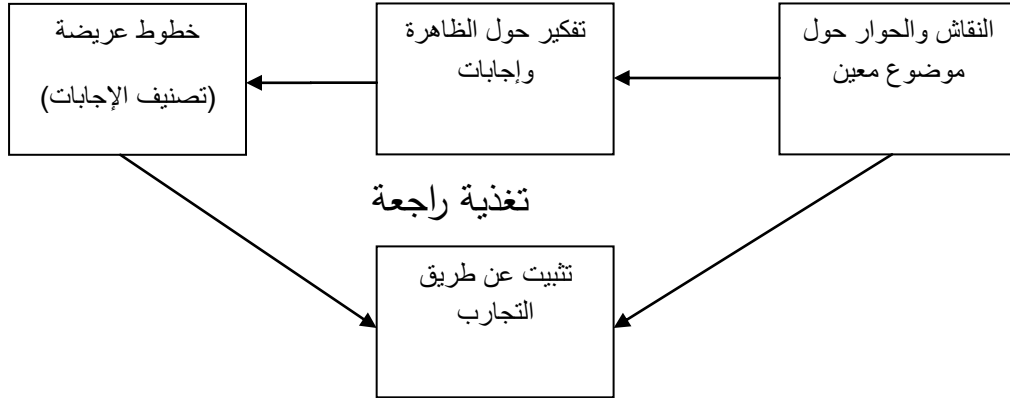 النقاش والحوار حول
موضوع معين
تفكير حول الظاهرة
وإجابات
خطوط عريضة
(تصنيف الإجابات)
تغذية راجعة
تثبيت عن طريق
التجارب